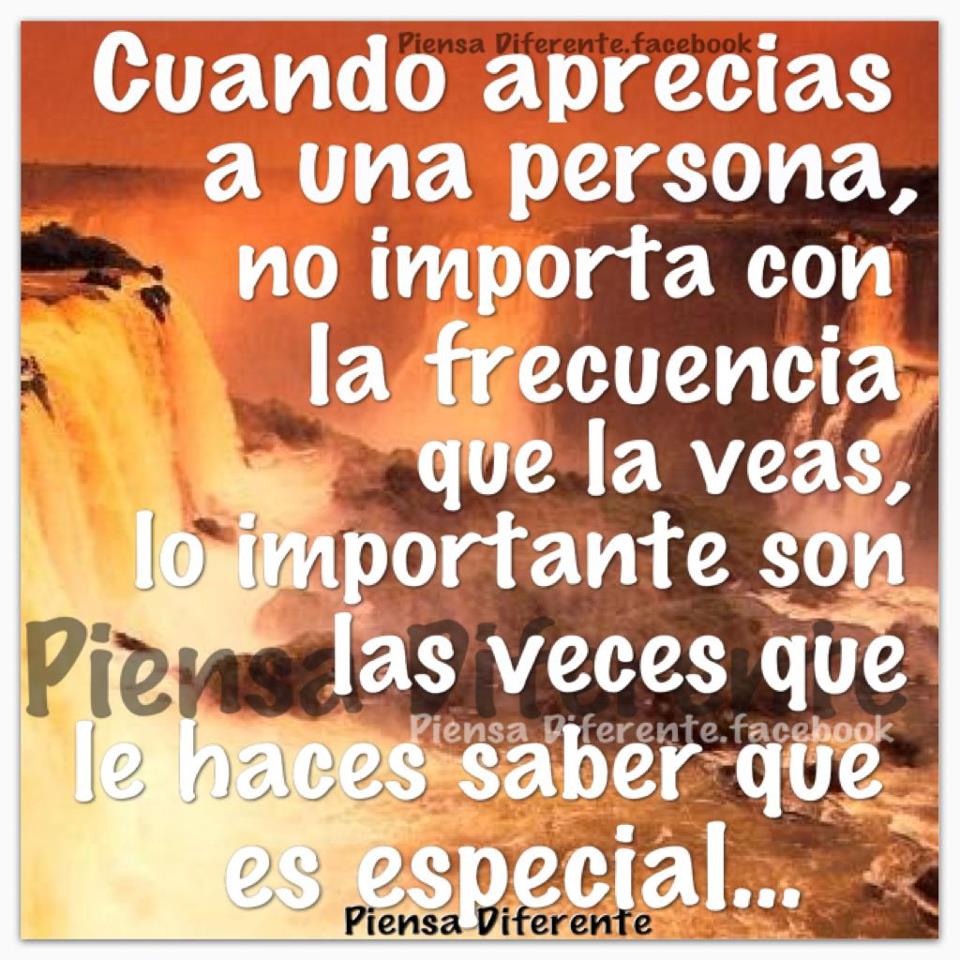 Piensa Diferente.facebook
Cuando aprecias
a una persona,
no importa con
la frecuencia
que la veas,
lo importante son
las veces que
Piensa Diferente
Piensa Diferente.facebook
le haces saber que
es especial...
Piensa Diferente